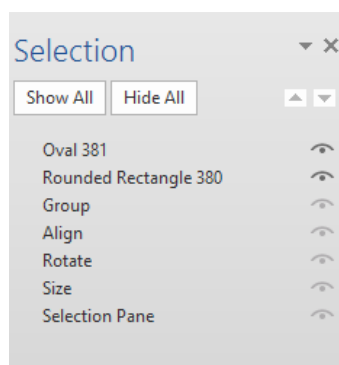 Selection
Show All Hide All
Oval 381
Rounded Rectangle 380
Group
Align
Rotate
Size
Selection Pane